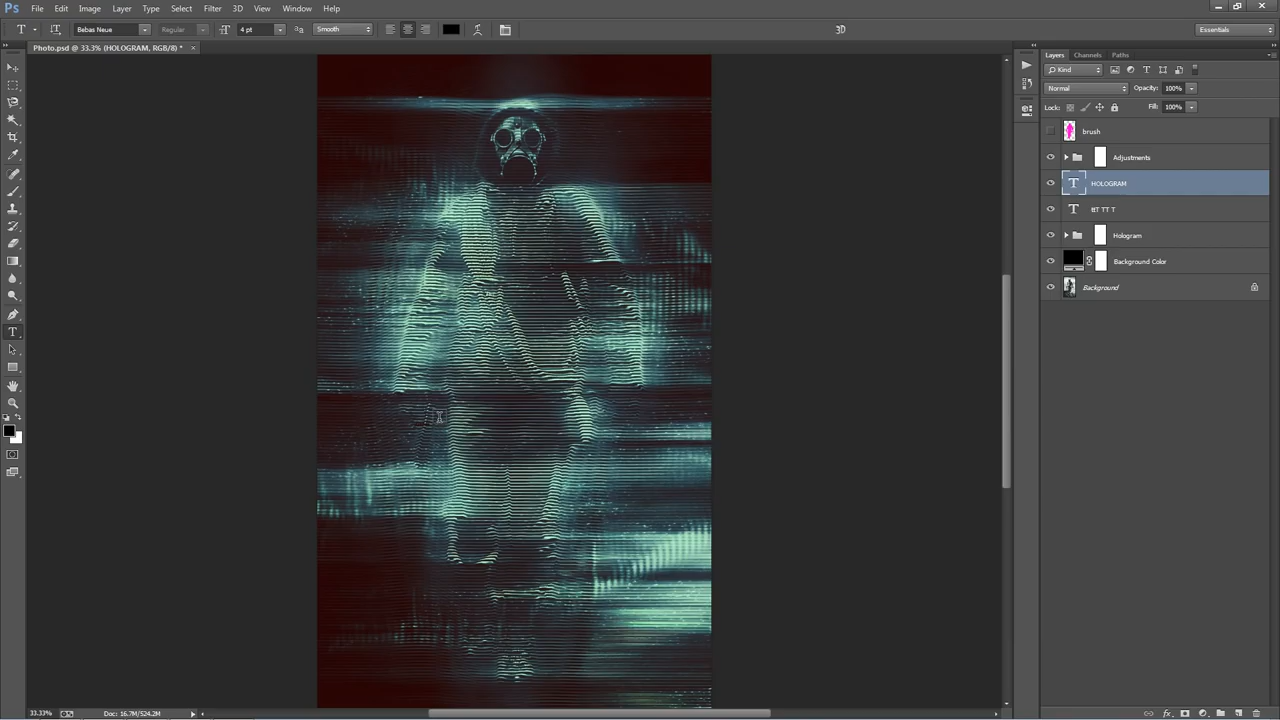 Ps File Edit Image Layer Type Select Filter 3D View Window Help
Bebas Neue Regular 4 pt Smooth 3D Essentials
Photo.psd @ 33.3% (HOLOGRAM, RGB/8) * ×
Layers Channels Paths
Kind
Normal Opacity: 100%
Lock: Fill: 100%
brush
Adjustments
HOLOGRAM
Hologram
Background Color
Background
33.33% Doc: 16.7M/524.2M